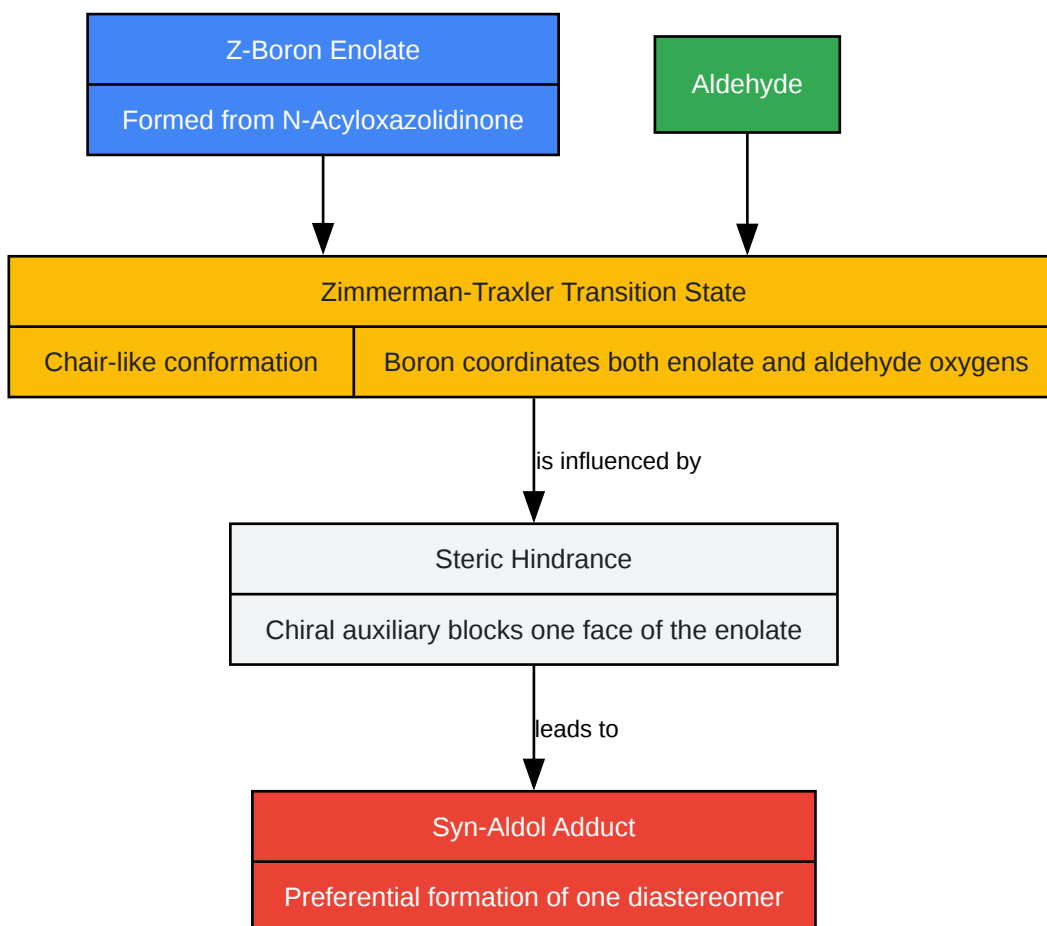 Z-Boron Enolate
Formed from N-Acyloxazolidinone
Aldehyde
Zimmerman-Traxler Transition State
Chair-like conformation
Boron coordinates both enolate and aldehyde oxygens
is influenced by
Steric Hindrance
Chiral auxiliary blocks one face of the enolate
leads to
Syn-Aldol Adduct
Preferential formation of one diastereomer